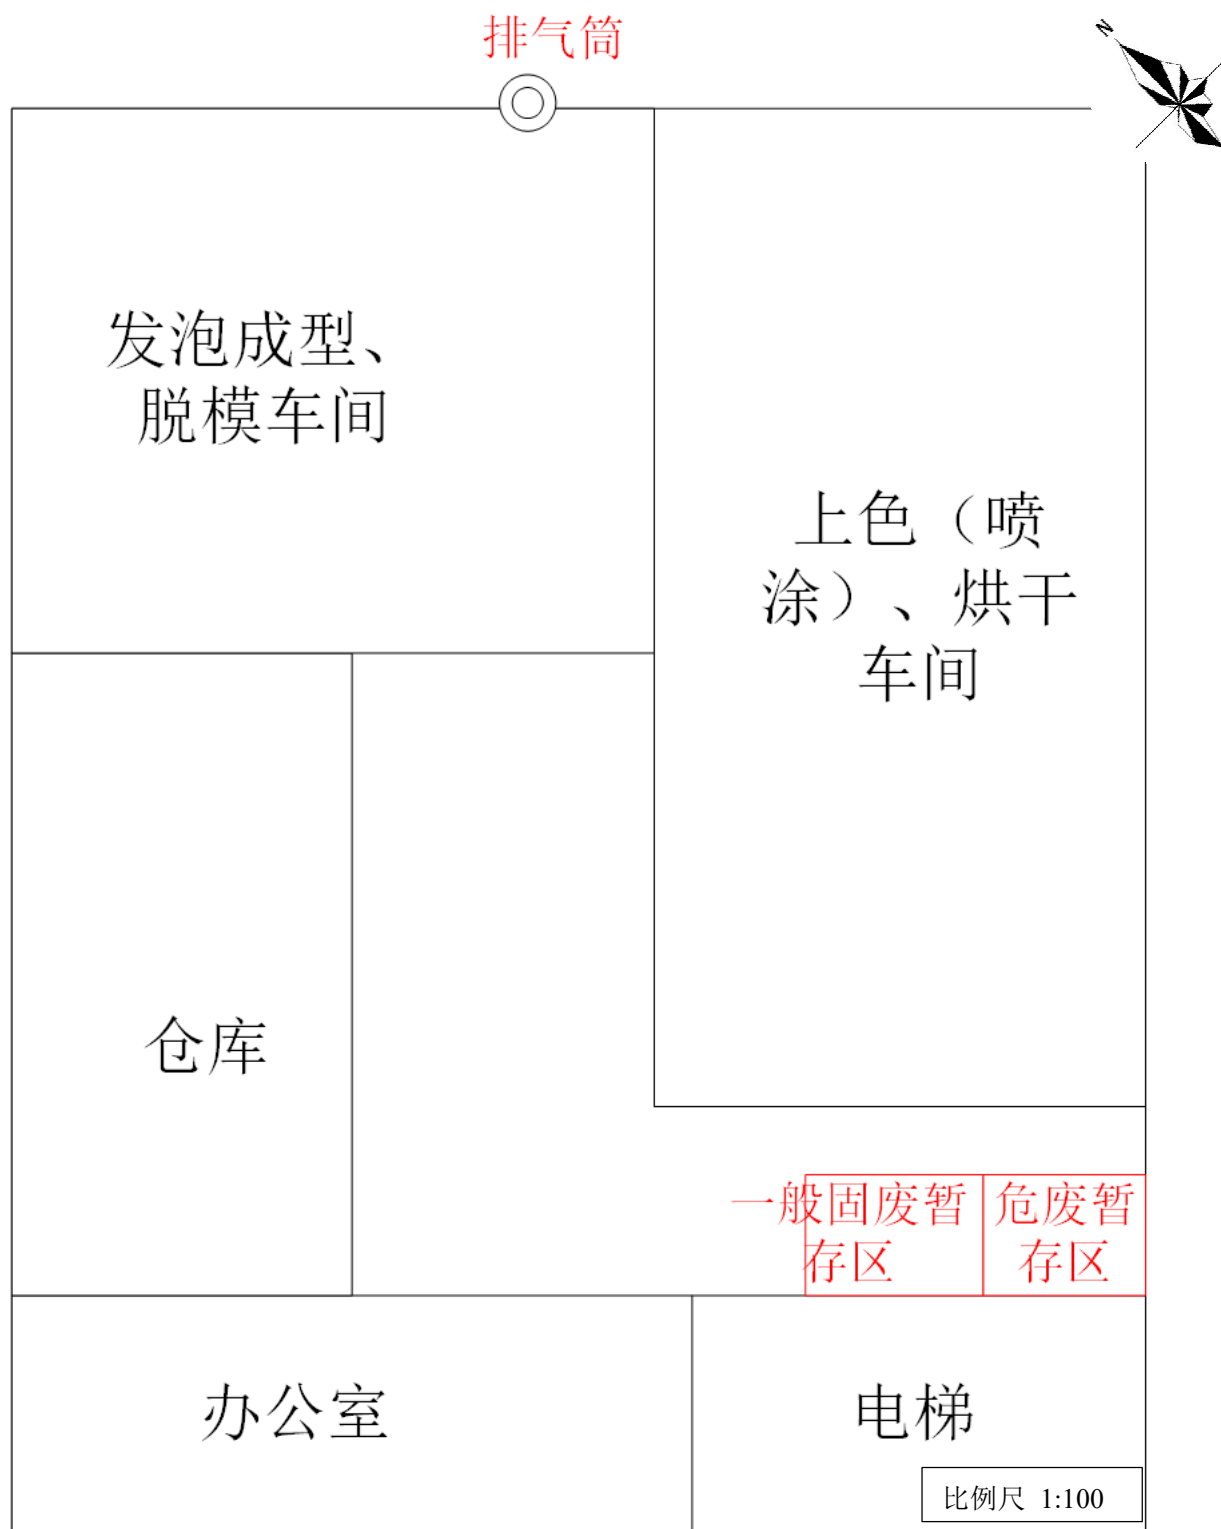 排气筒
N
发泡成型、
脱模车间
上色（喷
涂）、烘干
车间
仓库
一般固废暂
存区
危废暂
存区
办公室
电梯
比例尺 1:100